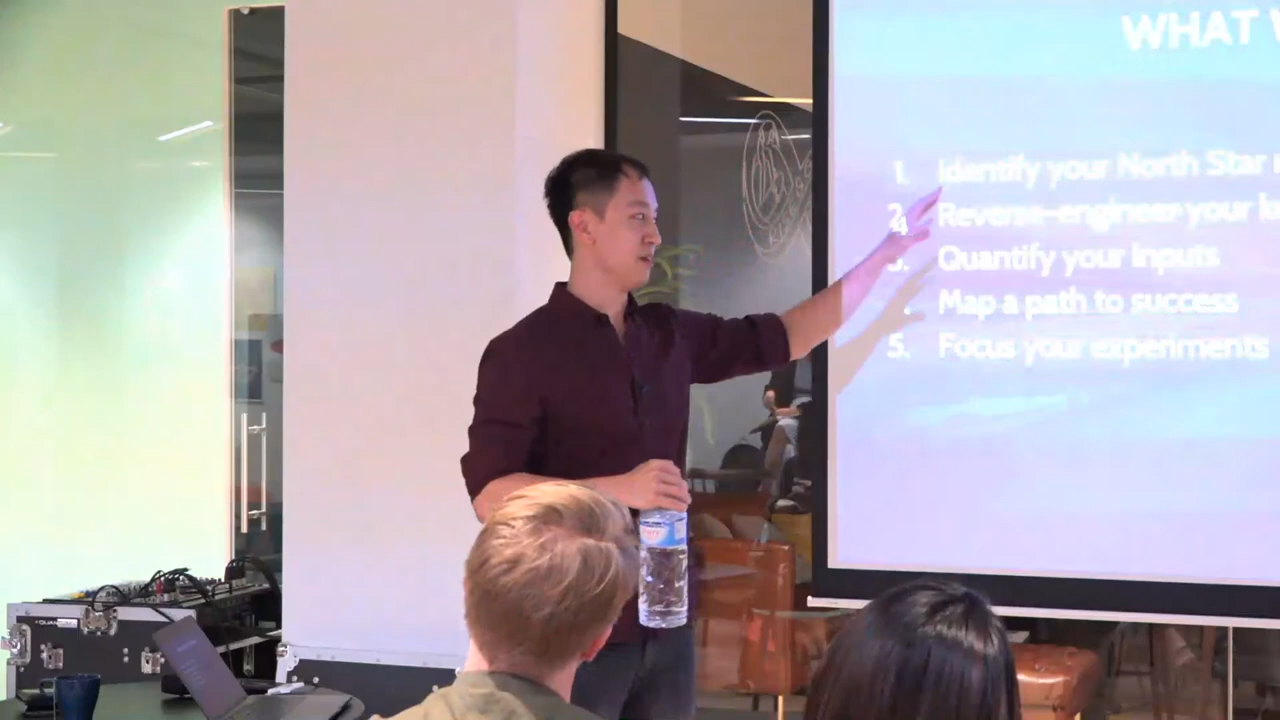 WHAT
1. Identify your North Star
2. Reverse-engineer your
3. Quantify your inputs
4. Map a path to success
5. Focus your experiments